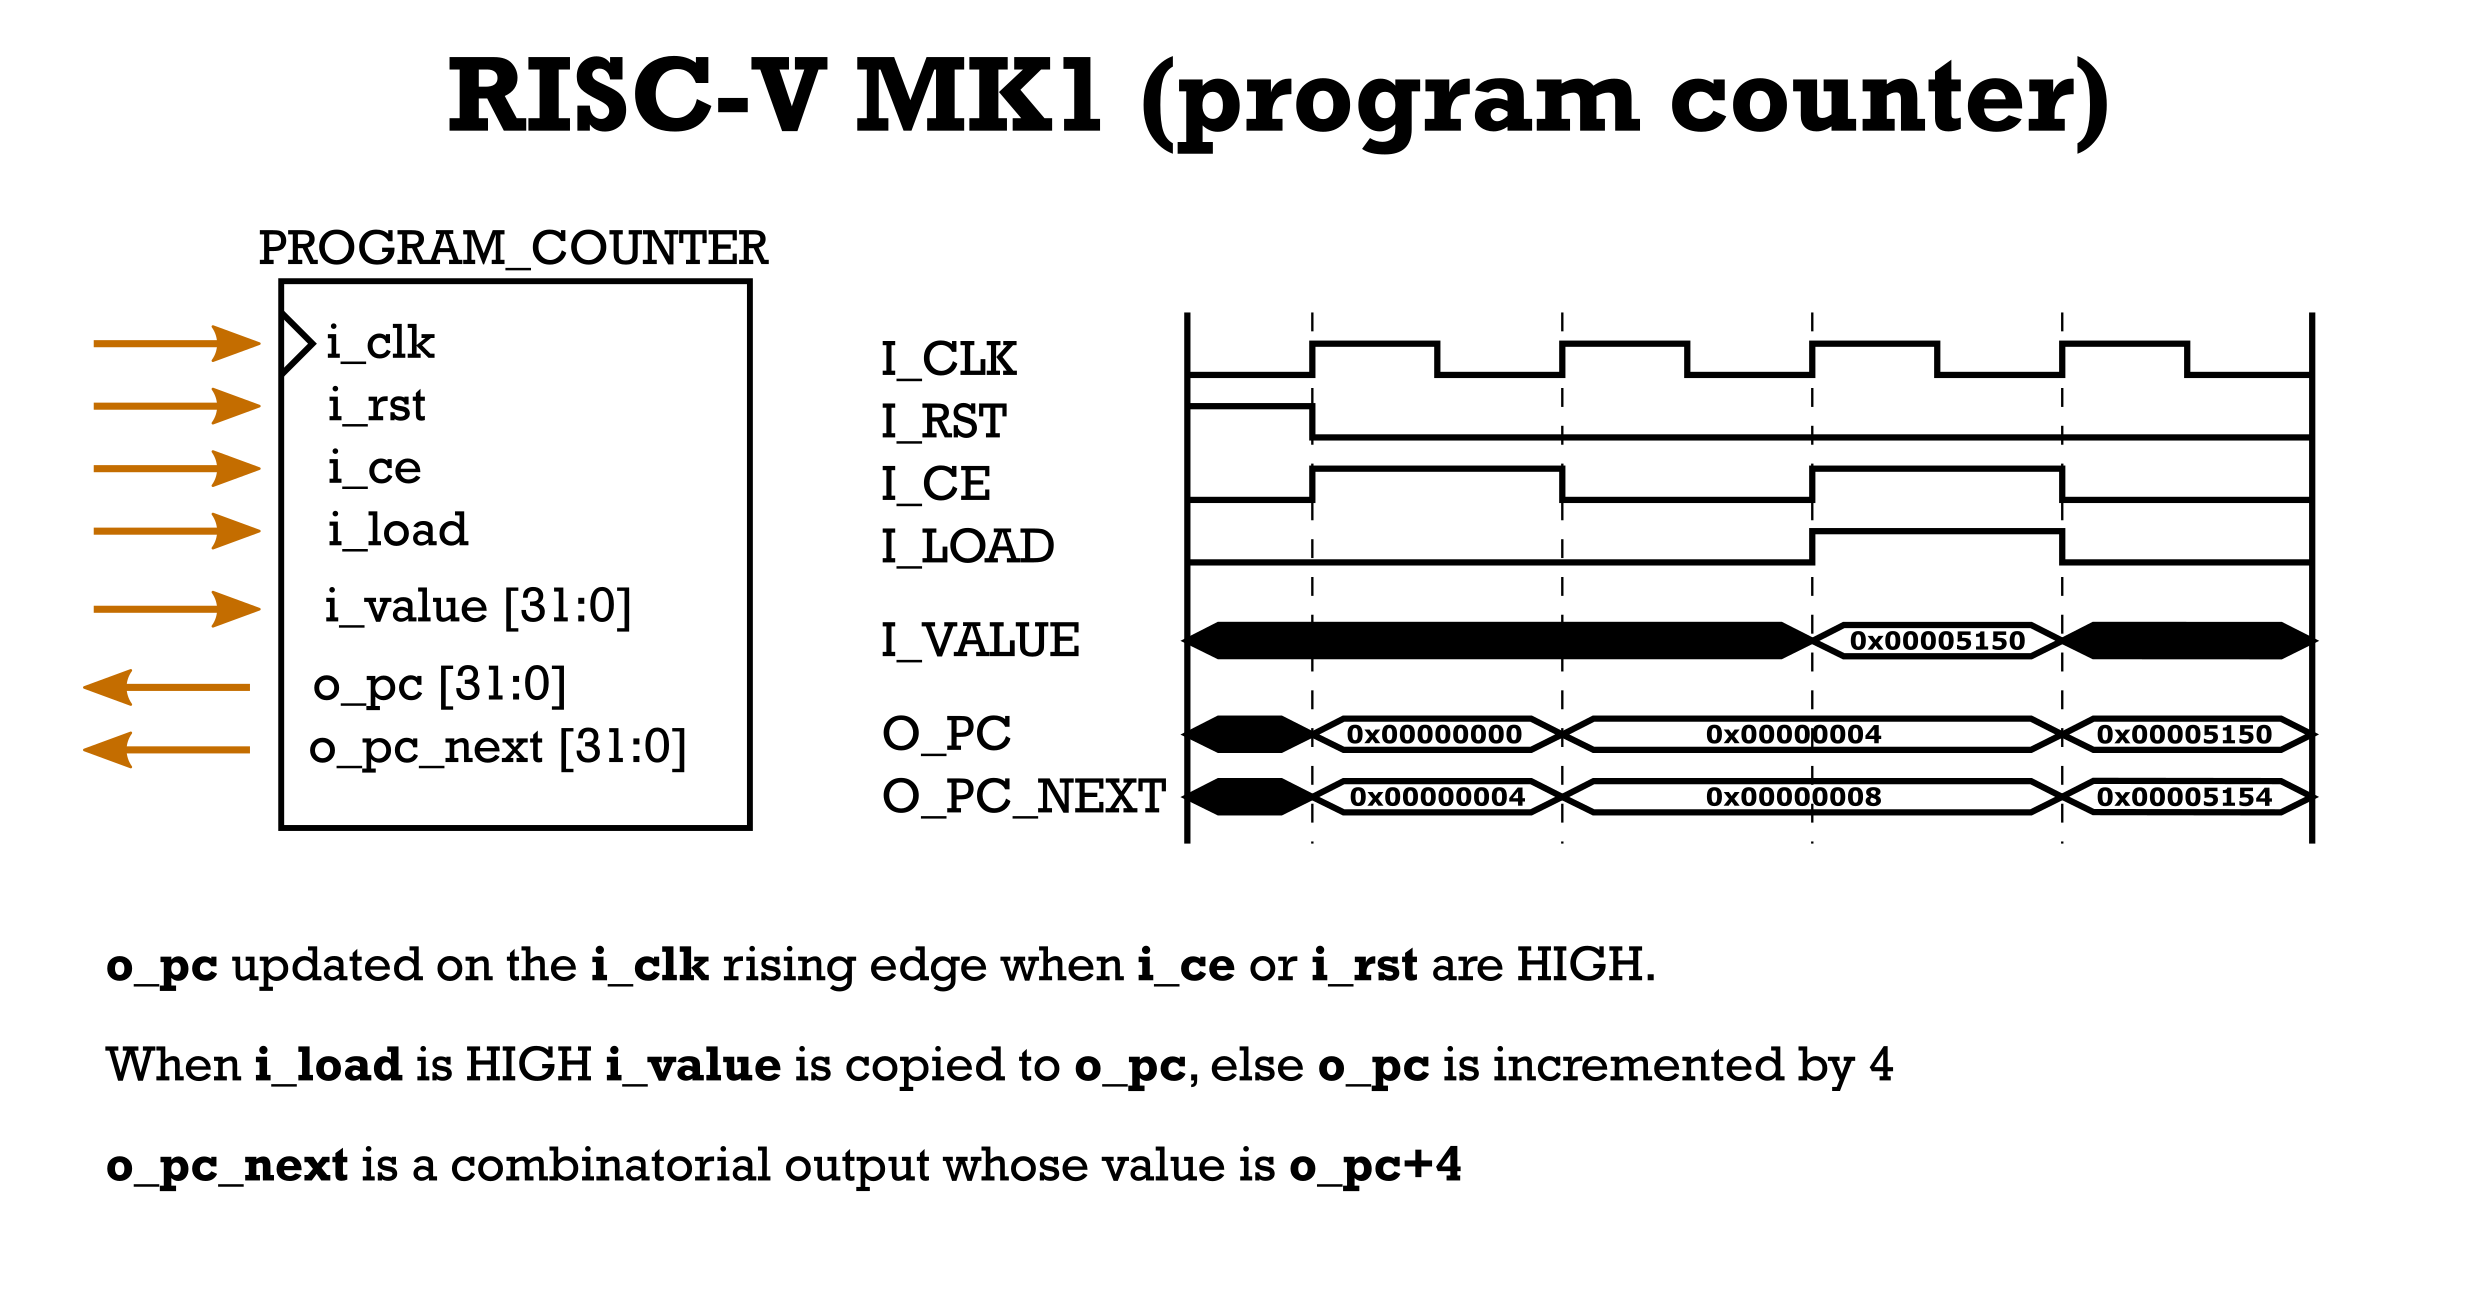 RISC-V MK1 (program counter)
PROGRAM_COUNTER
i_clk
i_rst
i_ce
i_load
i_value [31:0]
o_pc [31:0]
o_pc_next [31:0]
I_CLK
I_RST
I_CE
I_LOAD
I_VALUE 0x00005150
O_PC 0x00000000 0x00000004 0x00005150
O_PC_NEXT 0x00000004 0x00000008 0x00005154
o_pc updated on the i_clk rising edge when i_ce or i_rst are HIGH.
When i_load is HIGH i_value is copied to o_pc, else o_pc is incremented by 4
o_pc_next is a combinatorial output whose value is o_pc+4